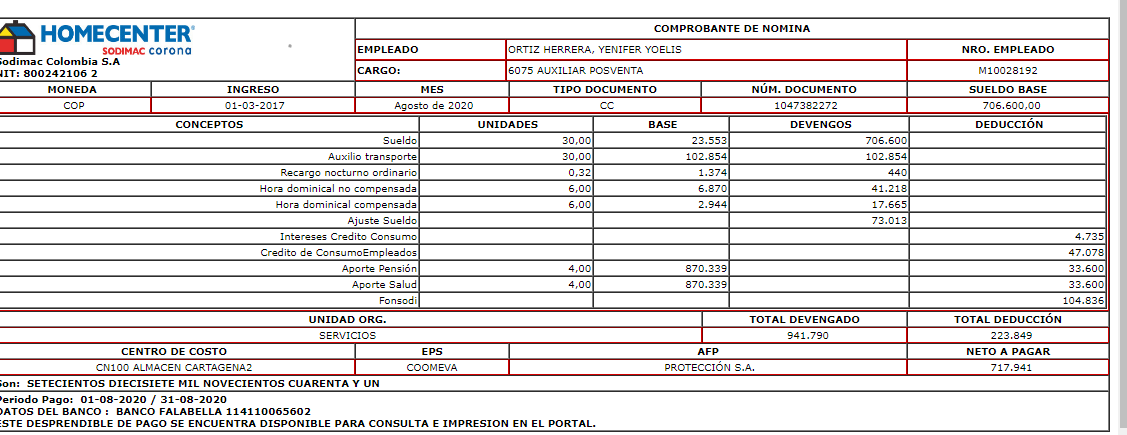 HOMECENTER
SODIMAC corona
Sodimac Colombia S.A
NIT: 800242106 2
COMPROBANTE DE NOMINA
EMPLEADO ORTIZ HERRERA, YENIFER YOELIS NRO. EMPLEADO
CARGO: 6075 AUXILIAR POSVENTA M10028192
MONEDA INGRESO MES TIPO DOCUMENTO NÚM. DOCUMENTO SUELDO BASE
COP 01-03-2017 Agosto de 2020 CC 1047382272 706.600,00
CONCEPTOS UNIDADES BASE DEVENGOS DEDUCCIÓN
Sueldo 30,00 23.553 706.600
Auxilio transporte 30,00 102.854 102.854
Recargo nocturno ordinario 0,32 1.374 440
Hora dominical no compensada 6,00 6.870 41.218
Hora dominical compensada 6,00 2.944 17.665
Ajuste Sueldo 73.013
Intereses Credito Consumo 4.735
Credito de ConsumoEmpleados 47.078
Aporte Pensión 4,00 870.339 33.600
Aporte Salud 4,00 870.339 33.600
Fonsodi 104.836
UNIDAD ORG. TOTAL DEVENGADO TOTAL DEDUCCIÓN
SERVICIOS 941.790 223.849
CENTRO DE COSTO EPS AFP NETO A PAGAR
CN100 ALMACEN CARTAGENA2 COOMEVA PROTECCIÓN S.A. 717.941
Son: SETECIENTOS DIECISIETE MIL NOVECIENTOS CUARENTA Y UN
Periodo Pago: 01-08-2020 / 31-08-2020
DATOS DEL BANCO : BANCO FALABELLA 114110065602
ESTE DESPRENDIBLE DE PAGO SE ENCUENTRA DISPONIBLE PARA CONSULTA E IMPRESION EN EL PORTAL.